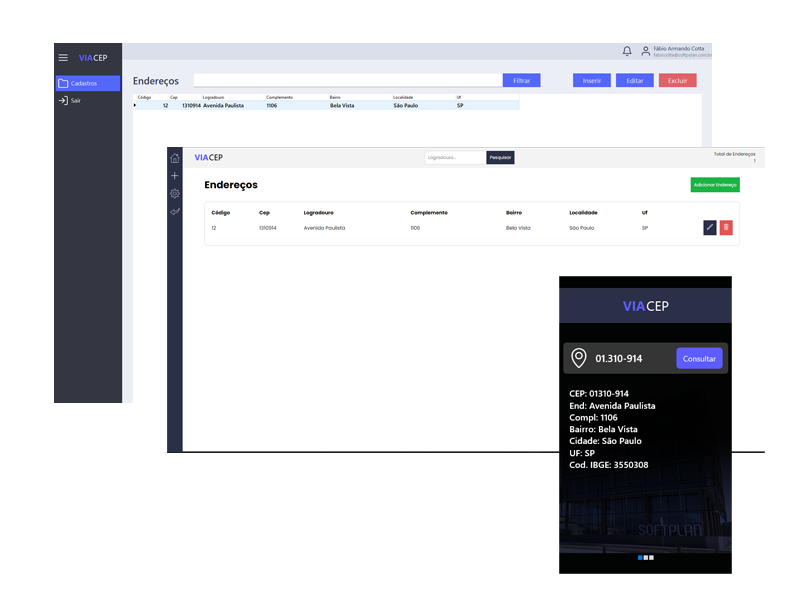 VIACEP
Fábio Armando Cotta
Cadastros
Sair
Endereços
Filtrar
Inserir
Editar
Excluir
Código Cep Logradouro Complemento Bairro Localidade Uf
12 1310914 Avenida Paulista 1106 Bela Vista São Paulo SP
VIACEP
Logradouro..
Pesquisar
Total de Endereços
1
Endereços
Adicionar Endereço
Código Cep Logradouro Complemento Bairro Localidade Uf
12 1310914 Avenida Paulista 1106 Bela Vista São Paulo SP
VIACEP
01.310-914
Consultar
CEP: 01310-914
End: Avenida Paulista
Compl: 1106
Bairro: Bela Vista
Cidade: São Paulo
UF: SP
Cod. IBGE: 3550308
SOFTPLAN